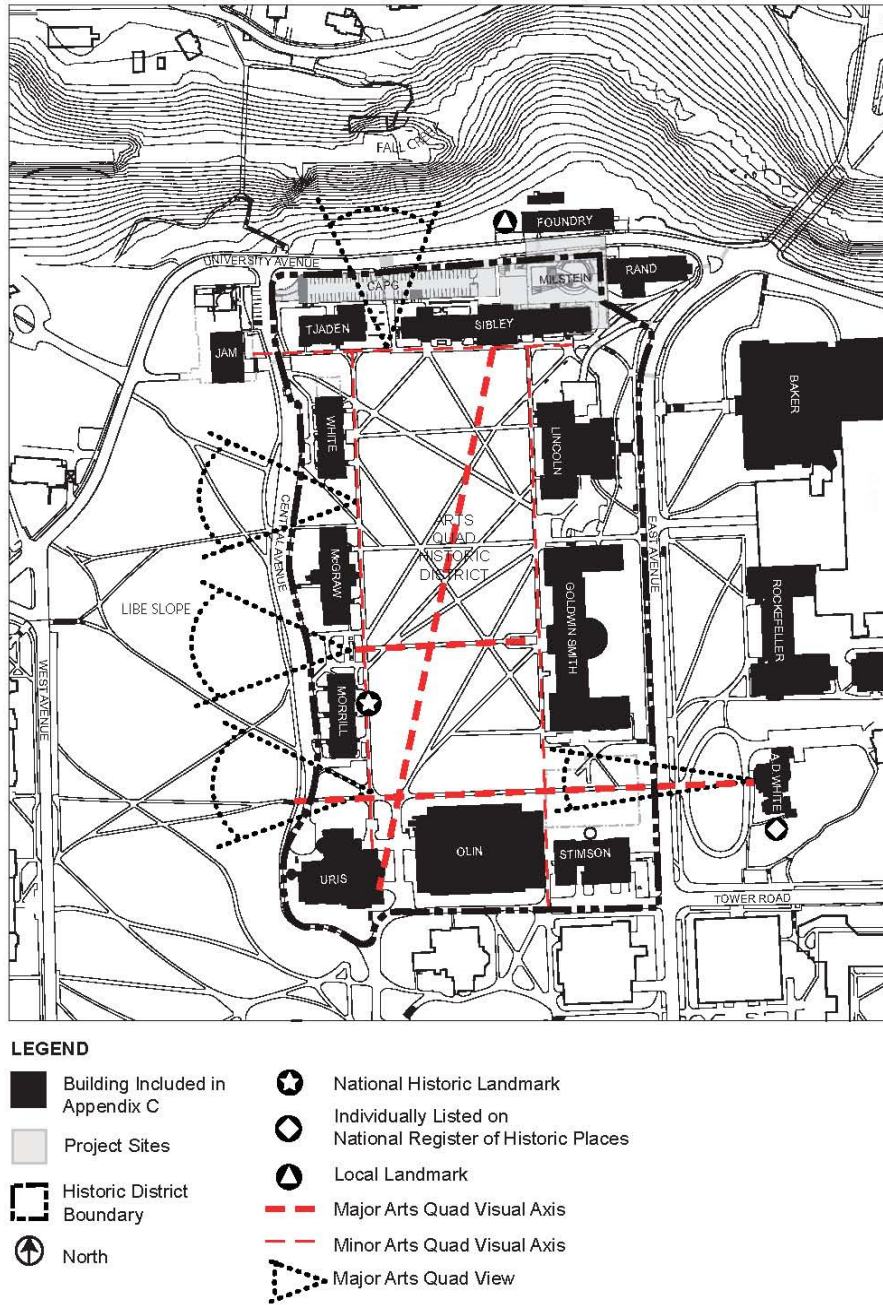 FALL CREEK
FOUNDRY
UNIVERSITY AVENUE
RAND
CAPG
MILSTEIN
TJADEN
SIBLEY
JAM
BAKER
WHITE
LINCOLN
CENTRAL AVENUE
ARTS
QUAD
HISTORIC
DISTRICT
EAST AVENUE
McGRAW
LIBE SLOPE
GOLDWIN SMITH
ROCKEFELLER
WEST AVENUE
MORRILL
A.D WHITE
OLIN
STIMSON
URIS
TOWER ROAD
LEGEND
Building Included in
Appendix C
Project Sites
Historic District
Boundary
North
National Historic Landmark
Individually Listed on
National Register of Historic Places
Local Landmark
Major Arts Quad Visual Axis
Minor Arts Quad Visual Axis
Major Arts Quad View